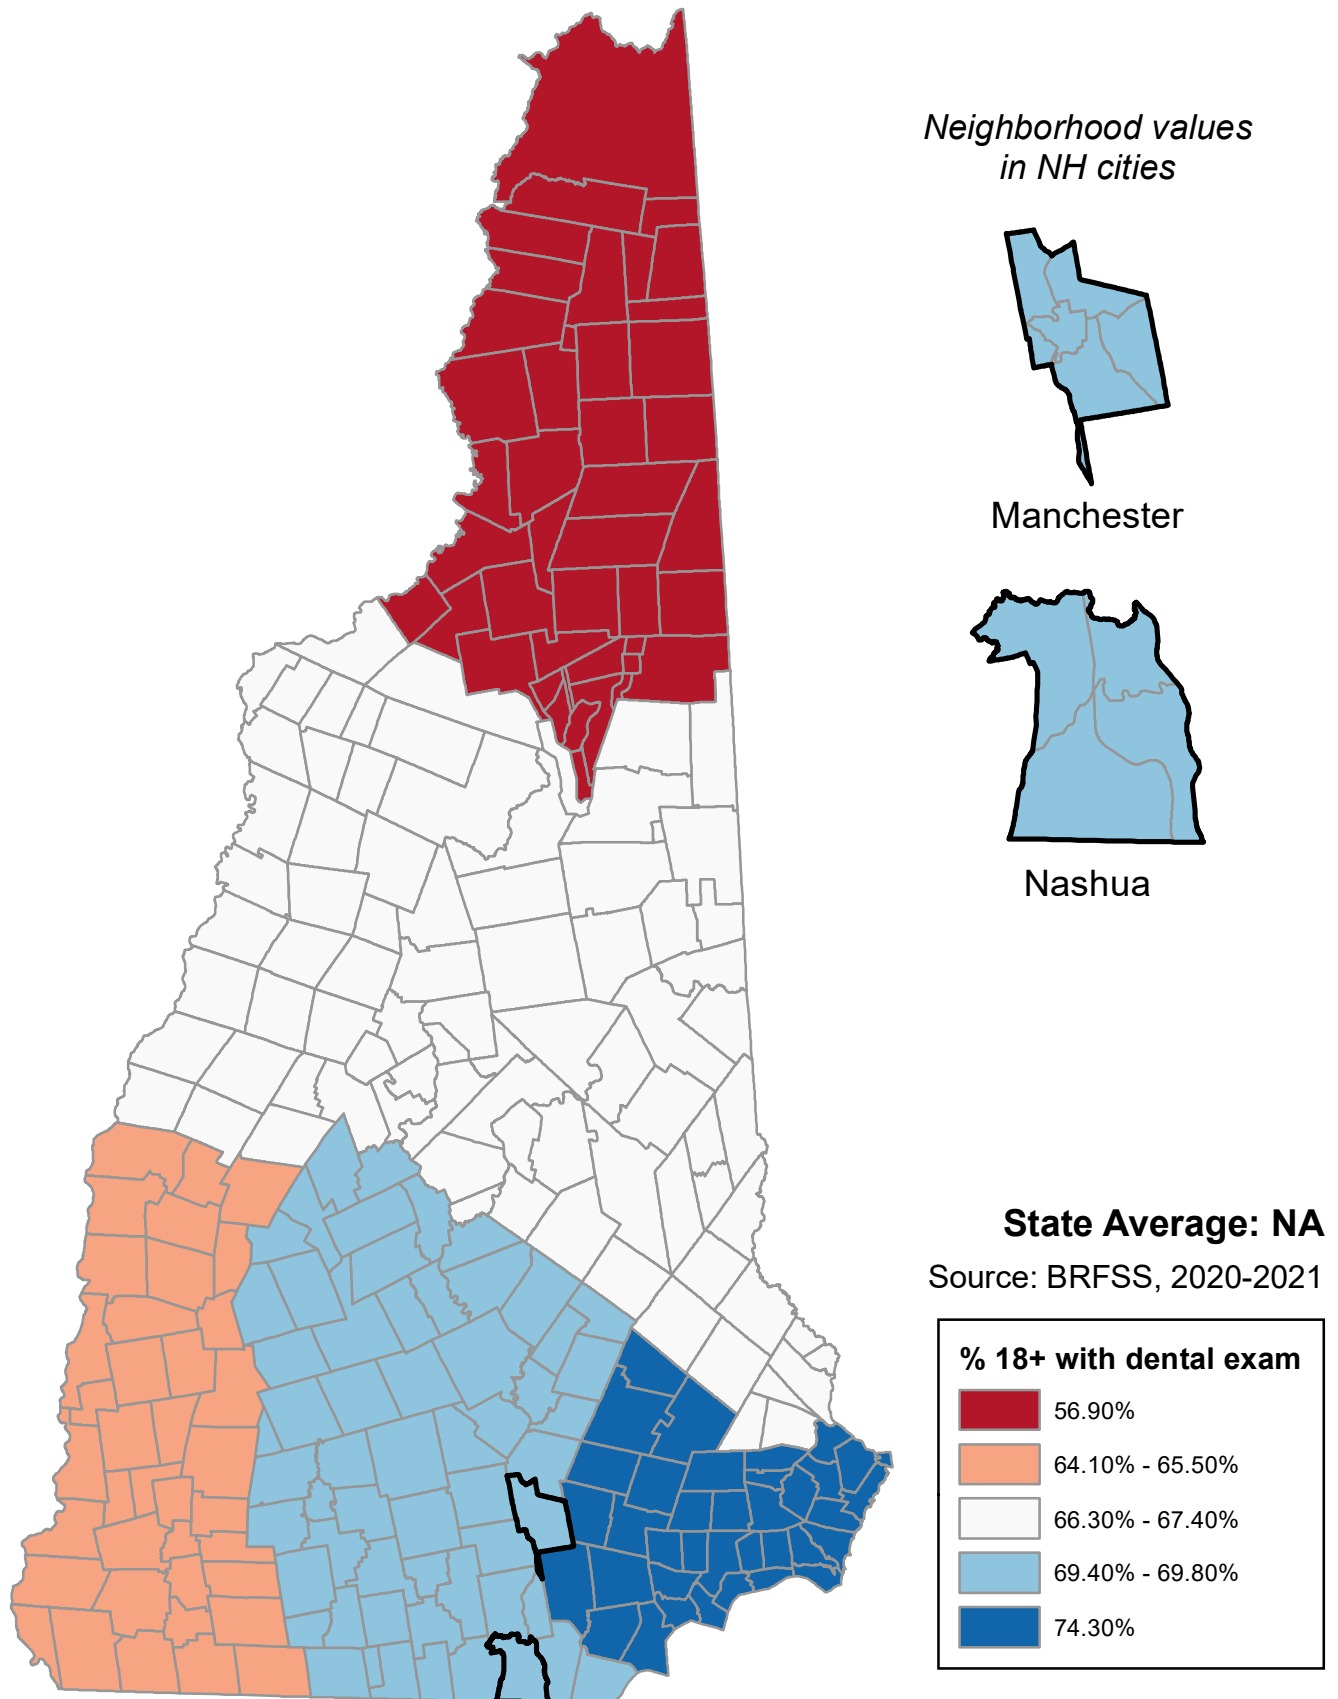 Neighborhood values
in NH cities
Manchester
Nashua
State Average: NA
Source: BRFSS, 2020-2021
% 18+ with dental exam
56.90%
64.10% - 65.50%
66.30% - 67.40%
69.40% - 69.80%
74.30%